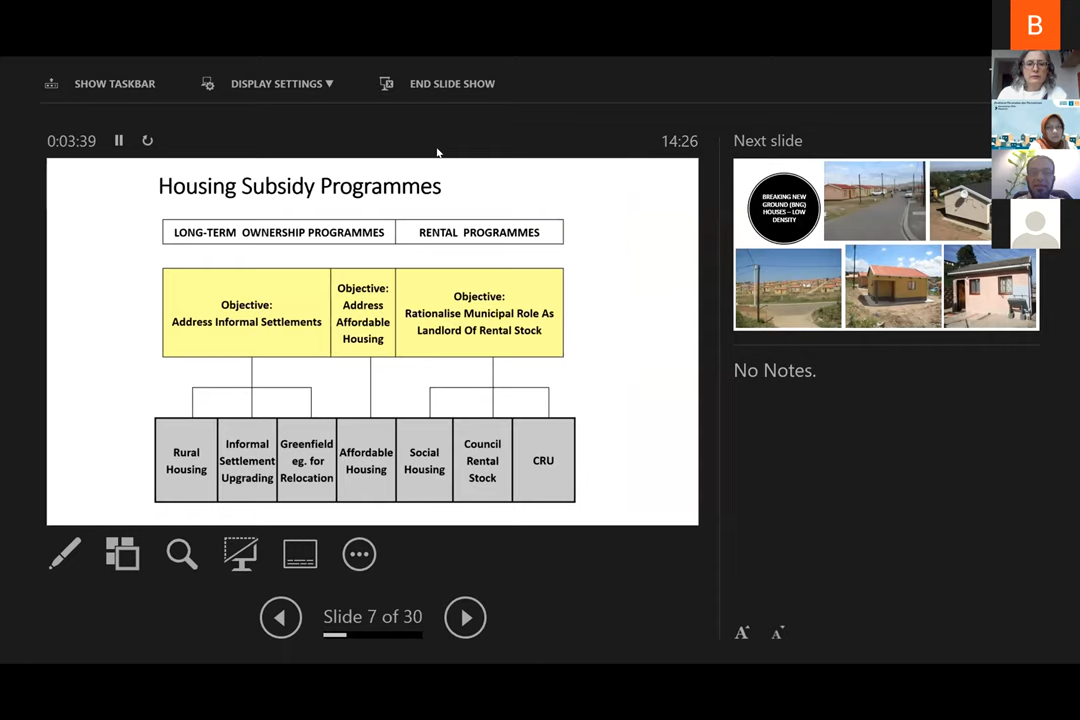 B
SHOW TASKBAR
DISPLAY SETTINGS ▼
END SLIDE SHOW
0:03:39
14:26
Next slide
Housing Subsidy Programmes
LONG-TERM OWNERSHIP PROGRAMMES
RENTAL PROGRAMMES
Objective:
Address Informal Settlements
Objective:
Address
Affordable
Housing
Objective:
Rationalise Municipal Role As
Landlord Of Rental Stock
Rural
Housing
Informal
Settlement
Upgrading
Greenfield
eg. for
Relocation
Affordable
Housing
Social
Housing
Council
Rental
Stock
CRU
BREAKING NEW
GROUND (BNG)
HOUSES – LOW
DENSITY
No Notes.
Slide 7 of 30
A A